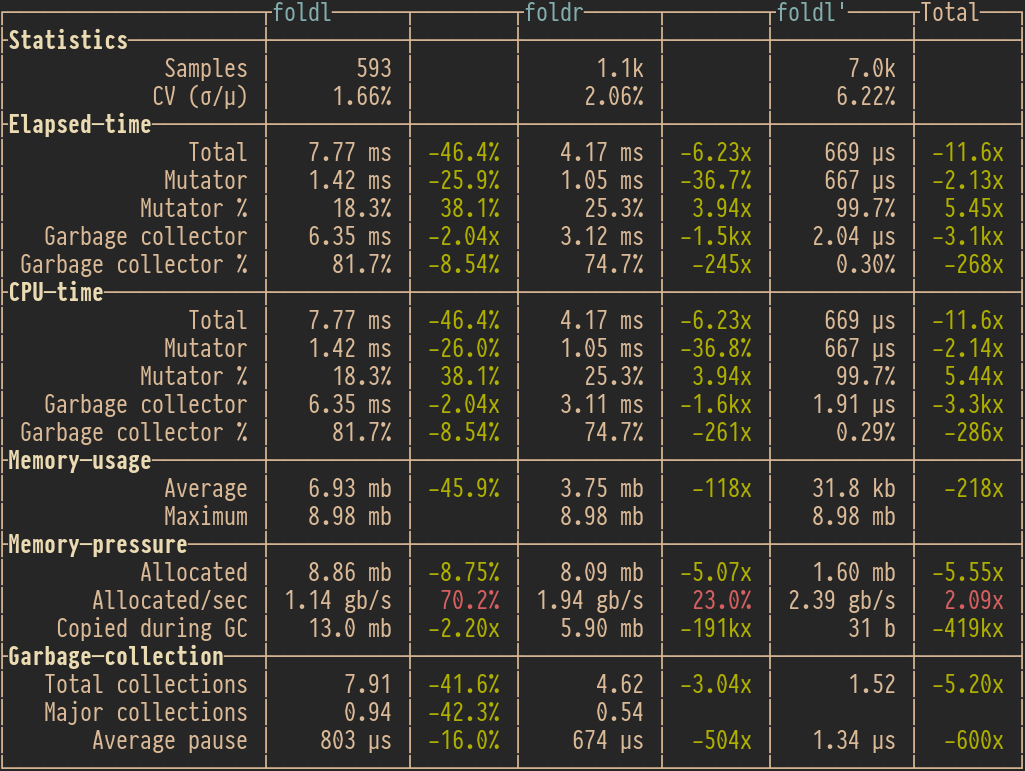 foldl foldr foldl' Total
Statistics
Samples 593 1.1k 7.0k
CV (σ/μ) 1.66% 2.06% 6.22%
Elapsed time
Total 7.77 ms -46.4% 4.17 ms -6.23x 669 μs -11.6x
Mutator 1.42 ms -25.9% 1.05 ms -36.7% 667 μs -2.13x
Mutator % 18.3% 38.1% 25.3% 3.94x 99.7% 5.45x
Garbage collector 6.35 ms -2.04x 3.12 ms -1.5kx 2.04 μs -3.1kx
Garbage collector % 81.7% -8.54% 74.7% -245x 0.30% -268x
CPU time
Total 7.77 ms -46.4% 4.17 ms -6.23x 669 μs -11.6x
Mutator 1.42 ms -26.0% 1.05 ms -36.8% 667 μs -2.14x
Mutator % 18.3% 38.1% 25.3% 3.94x 99.7% 5.44x
Garbage collector 6.35 ms -2.04x 3.11 ms -1.6kx 1.91 μs -3.3kx
Garbage collector % 81.7% -8.54% 74.7% -261x 0.29% -286x
Memory usage
Average 6.93 mb -45.9% 3.75 mb -118x 31.8 kb -218x
Maximum 8.98 mb 8.98 mb 8.98 mb
Memory pressure
Allocated 8.86 mb -8.75% 8.09 mb -5.07x 1.60 mb -5.55x
Allocated/sec 1.14 gb/s 70.2% 1.94 gb/s 23.0% 2.39 gb/s 2.09x
Copied during GC 13.0 mb -2.20x 5.90 mb -191kx 31 b -419kx
Garbage collection
Total collections 7.91 -41.6% 4.62 -3.04x 1.52 -5.20x
Major collections 0.94 -42.3% 0.54
Average pause 803 μs -16.0% 674 μs -504x 1.34 μs -600x